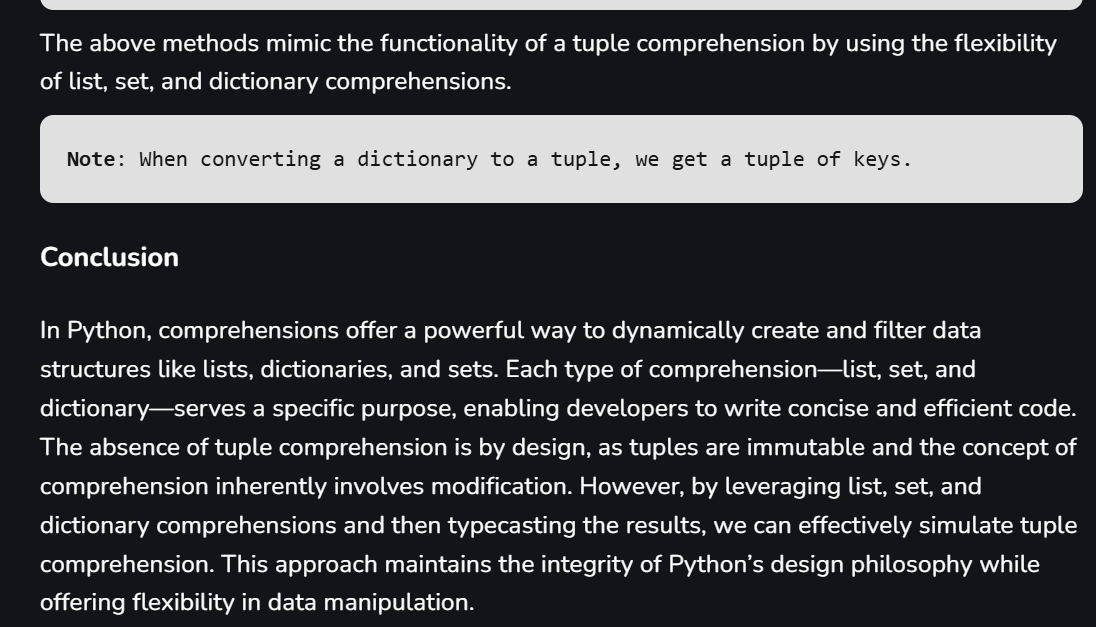 The above methods mimic the functionality of a tuple comprehension by using the flexibility
of list, set, and dictionary comprehensions.
Note: When converting a dictionary to a tuple, we get a tuple of keys.
Conclusion
In Python, comprehensions offer a powerful way to dynamically create and filter data
structures like lists, dictionaries, and sets. Each type of comprehension—list, set, and
dictionary—serves a specific purpose, enabling developers to write concise and efficient code.
The absence of tuple comprehension is by design, as tuples are immutable and the concept of
comprehension inherently involves modification. However, by leveraging list, set, and
dictionary comprehensions and then typecasting the results, we can effectively simulate tuple
comprehension. This approach maintains the integrity of Python’s design philosophy while
offering flexibility in data manipulation.